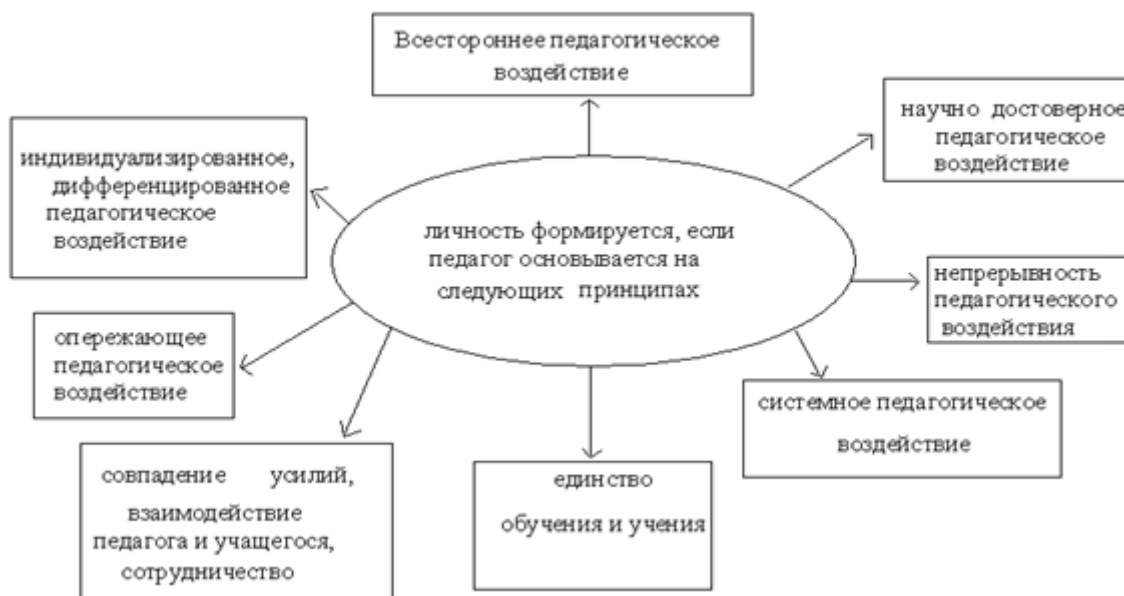 Всестороннее педагогическое
воздействие
научно достоверное
педагогическое
воздействие
индивидуализированное,
дифференцированное
педагогическое
воздействие
личность формируется, если
педагог основывается на
следующих принципах
непрерывность
педагогического
воздействия
опережающее
педагогическое
воздействие
системное педагогическое
воздействие
совпадение усилий,
взаимодействие
педагога и учащегося,
сотрудничество
единство
обучения и учения